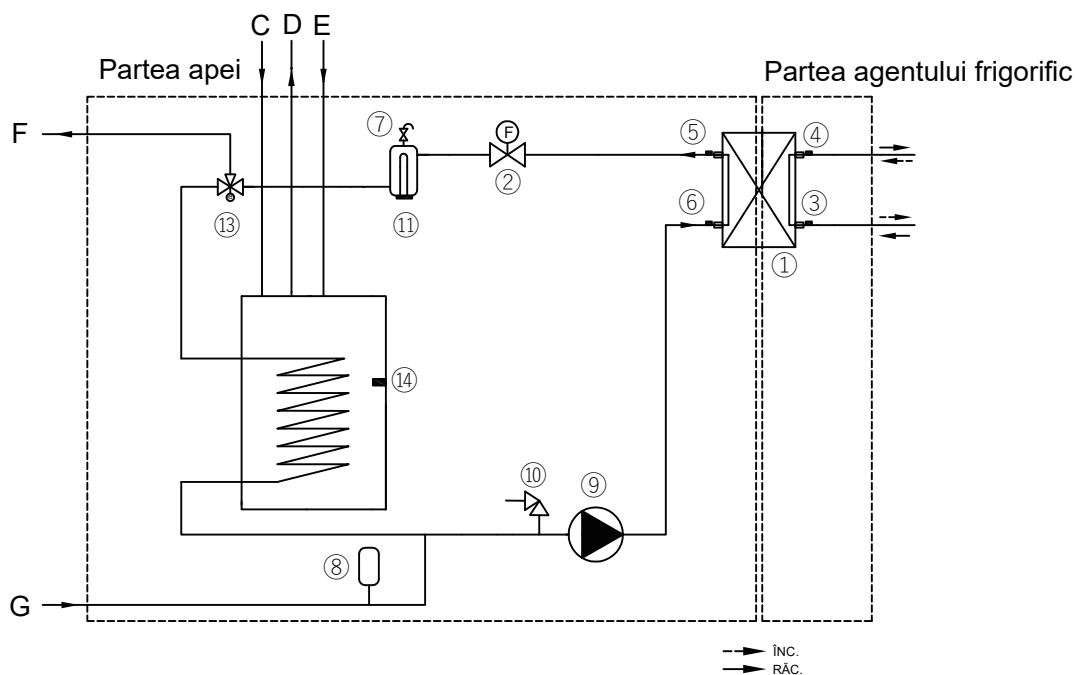 C D E
Partea apei
Partea agentului frigorific
F
⑦
Ⓕ
②
⑤
④
⑥
③
⑬
⑪
①
⑭
⑩
⑨
⑧
G
ÎNC.
RĂC.